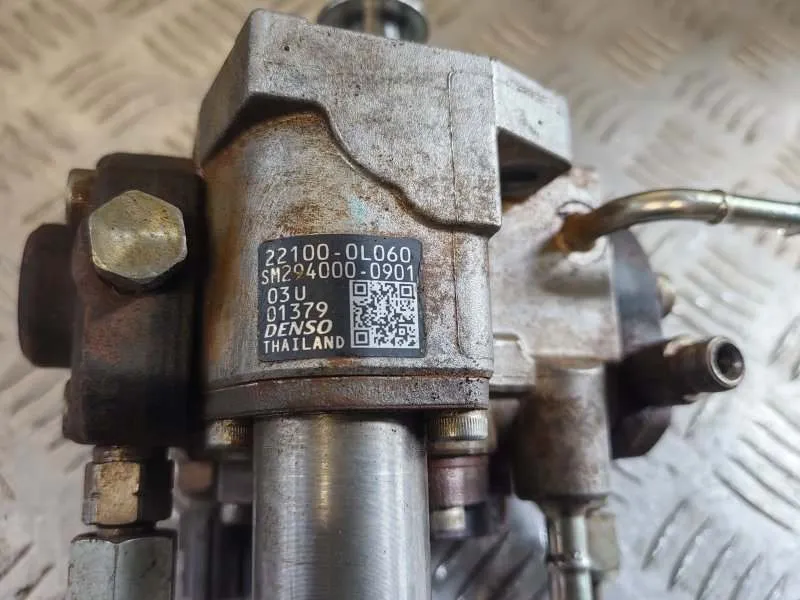 22100-0L060
SM294000-0901
03U
01379
DENSO
THAILAND